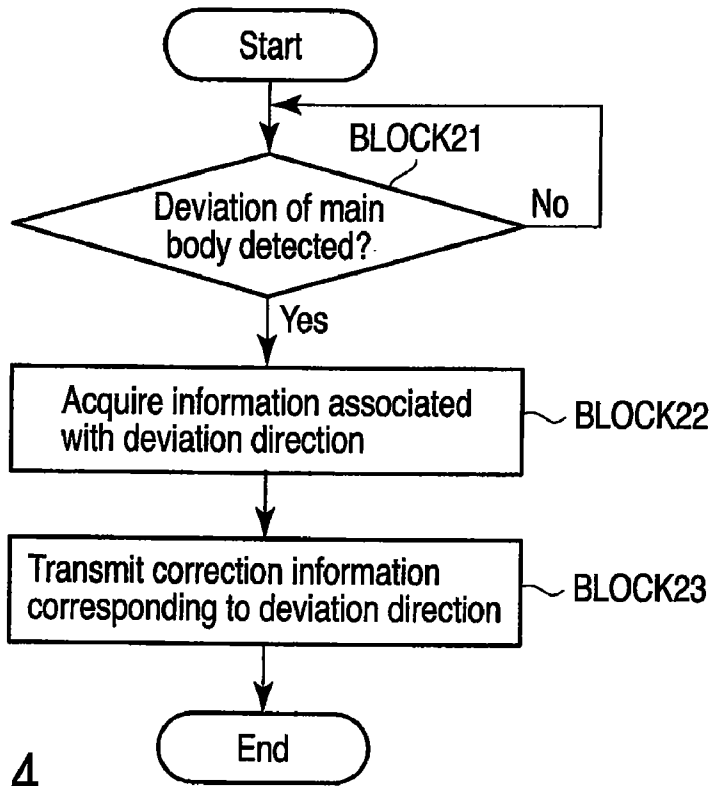 Start
BLOCK21
Deviation of main
body detected?
No
Yes
Acquire information associated
with deviation direction
BLOCK22
Transmit correction information
corresponding to deviation direction
BLOCK23
End
4